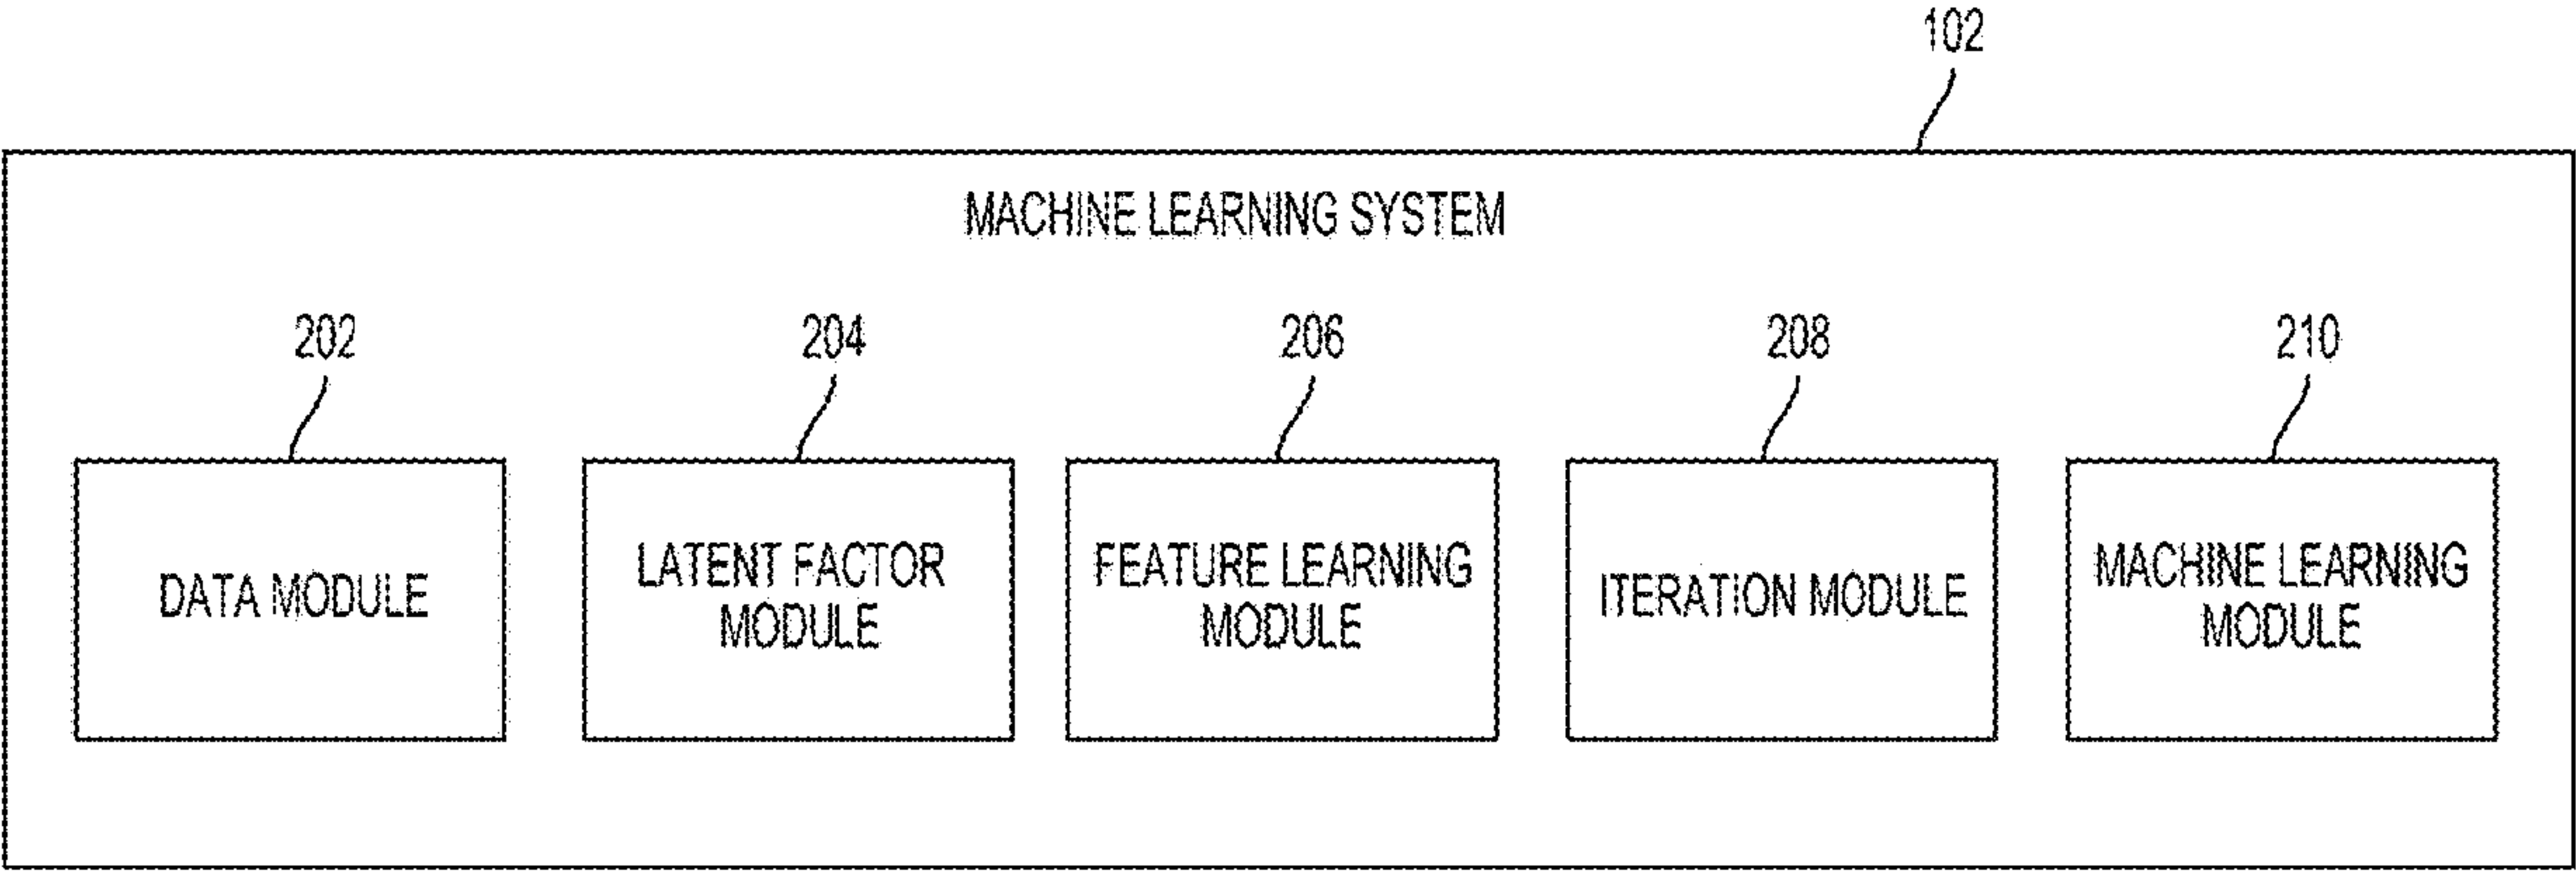 102
MACHINE LEARNING SYSTEM
202
204
206
208
210
DATA MODULE
LATENT FACTOR
MODULE
FEATURE LEARNING
MODULE
ITERATION MODULE
MACHINE LEARNING
MODULE